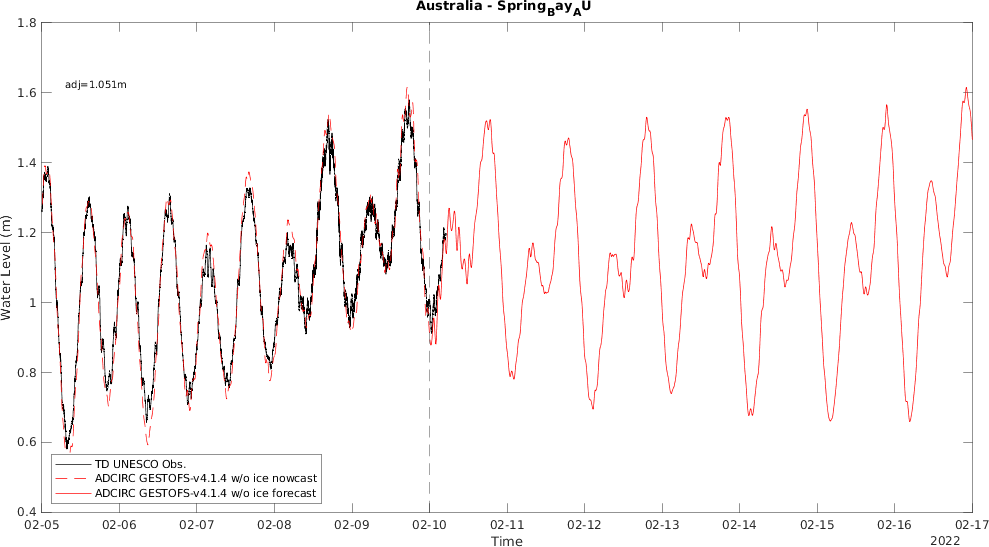 Australia - Spring_Bay_AU
adj=1.051m
Water Level (m)
1.8
1.6
1.4
1.2
1
0.8
0.6
0.4
TD UNESCO Obs.
ADCIRC GESTOFS-v4.1.4 w/o ice nowcast
ADCIRC GESTOFS-v4.1.4 w/o ice forecast
02-05 02-06 02-07 02-08 02-09 02-10 02-11 02-12 02-13 02-14 02-15 02-16 02-17
Time
2022